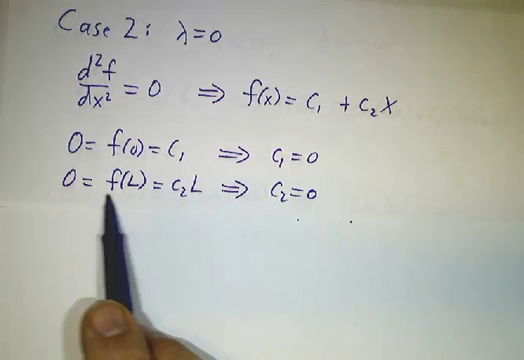 Case 2: λ=0
d²f/dx² = 0 ⇒ f(x) = C₁ + C₂X
0 = f(0) = C₁ ⇒ C₁ = 0
0 = f(L) = C₂L ⇒ C₂ = 0